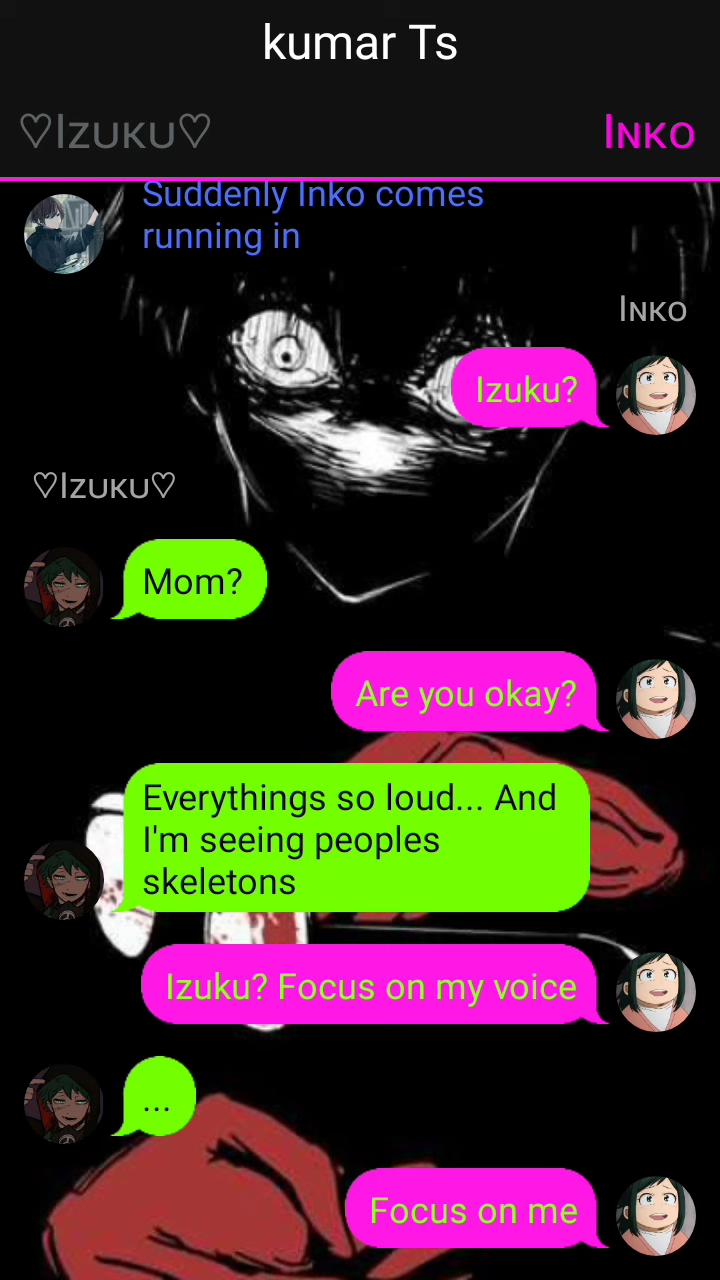 kumar Ts
♡Izuku♡
Inko
Suddenly Inko comes
running in
Inko
Izuku?
♡Izuku♡
Mom?
Are you okay?
Everythings so loud... And
I'm seeing peoples
skeletons
Izuku? Focus on my voice
...
Focus on me